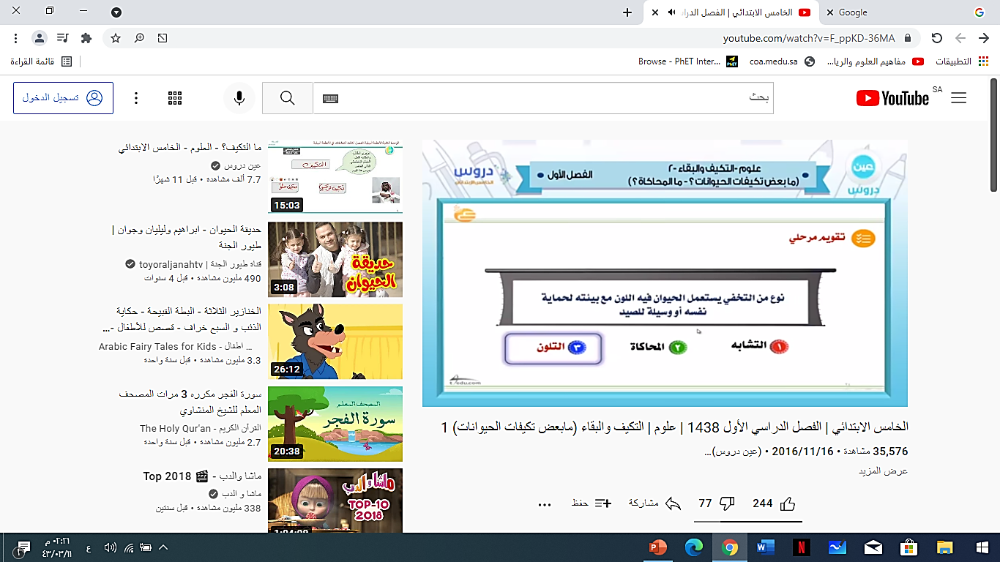 Google
الخامس الابتدائي | الفصل الدرا
youtube.com/watch?v=F_ppKD-36MA
التطبيقات
مفاهيم العلوم والريا...
coa.medu.sa
Browse - PhET Inter...
قائمة القراءة
YouTube SA
بحث
تسجيل الدخول
عين
دروس
علوم -التكيف والبقاء -٢
(ما بعض تكيفات الحيوانات؟ - ما المحاكاة؟)
الفصل الأول
دروس
الخامس الإبتدائي
تقويم مرحلي
نوع من التخفي يستعمل الحيوان فيه اللون مع بيئته لحماية
نفسه أو وسيلة للصيد
١ التشابه
٢ المحاكاة
٣ التلون
الخامس الابتدائي | الفصل الدراسي الأول 1438 | علوم | التكيف والبقاء (مابعض تكيفات الحيوانات) 1
35,576 مشاهدة • 2016/11/16 • (عين دروس)...
عرض المزيد
244
77
مشاركة
حفظ
التكيف
15:03
ما التكيف؟ - العلوم - الخامس الابتدائي
عين دروس
7.7 ألف مشاهدة • قبل 11 شهرًا
حديقة
الحيوان
3:08
حديقة الحيوان - ابراهيم وليليان وجوان |
طيور الجنة
قناة طيور الجنة | toyoraljanahtv
490 مليون مشاهدة • قبل 4 سنوات
26:12
الخنازير الثلاثة - البطة القبيحة - حكاية
الذئب و السبع خراف - قصص للأطفال -...
Arabic Fairy Tales for Kids - اطفال ...
3.3 مليون مشاهدة • قبل سنة واحدة
المصحف المعلم
سورة الفجر
20:38
سورة الفجر مكرره 3 مرات المصحف
المعلم للشيخ المنشاوي
القرآن الكريم - The Holy Qur'an
2.7 مليون مشاهدة • قبل سنة واحدة
ماشا و الدب
TOP-10
2018
ماشا والدب - 🎬 Top 2018
ماشا و الدب
338 مليون مشاهدة • قبل سنتين
ع
٠٢:٢١ م
٤٣/٠٣/١١